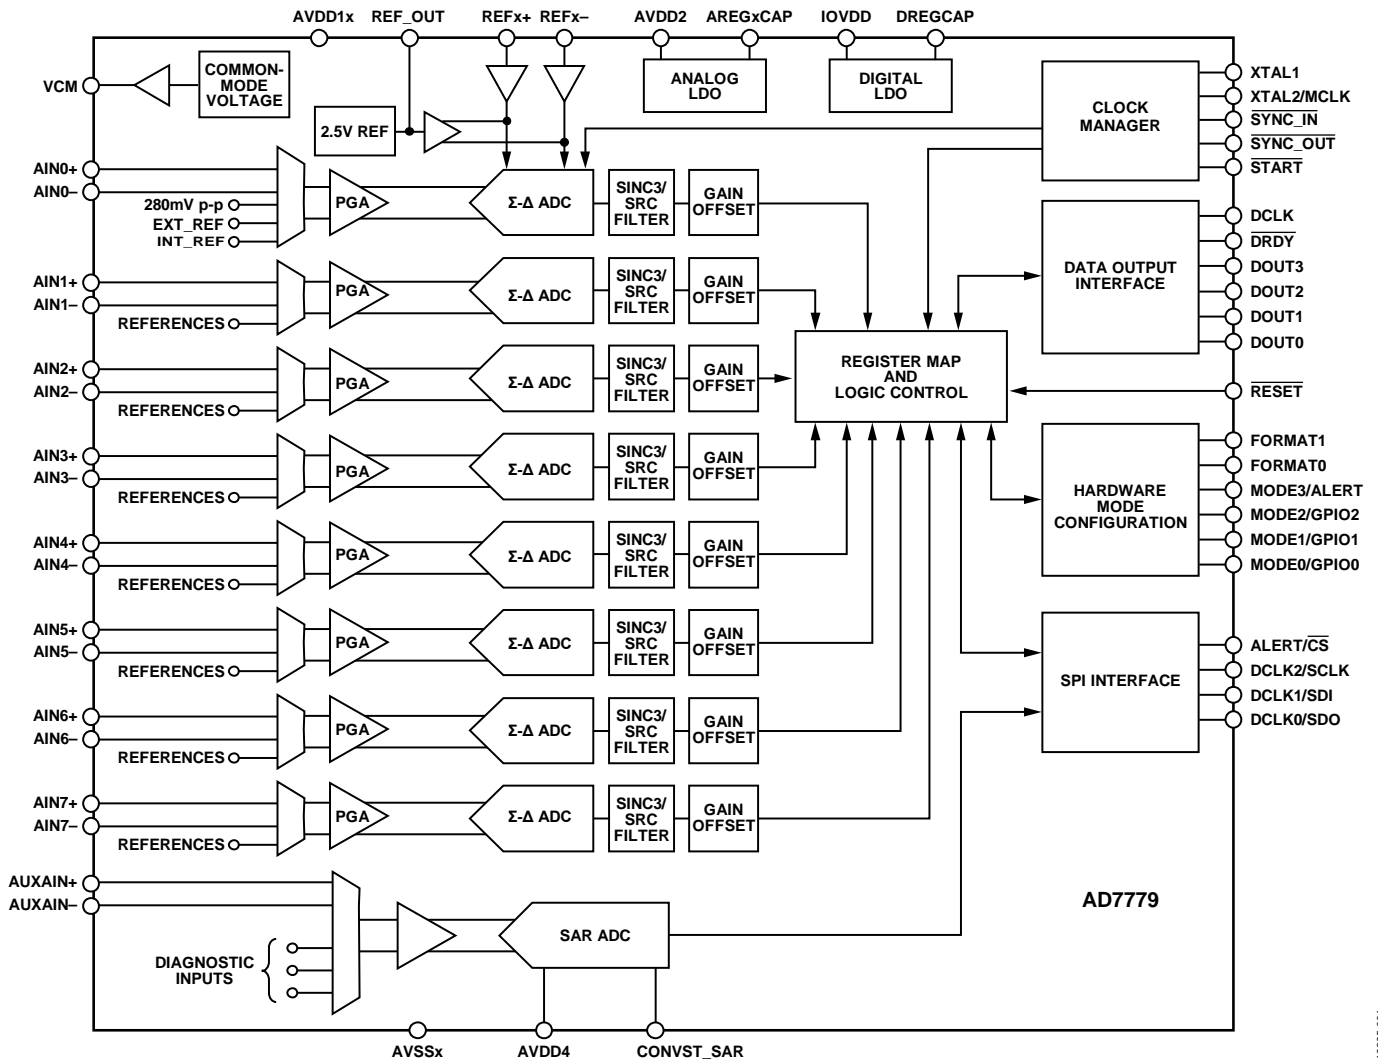 AVDD1x REF_OUT REFx+ REFx– AVDD2 AREGxCAP IOVDD DREGCAP
VCM
COMMON-
MODE
VOLTAGE
2.5V REF
ANALOG
LDO
DIGITAL
LDO
CLOCK
MANAGER
XTAL1
XTAL2/MCLK
SYNC_IN
SYNC_OUT
START
AIN0+
AIN0–
280mV p-p
EXT_REF
INT_REF
PGA
Σ-Δ ADC
SINC3/
SRC
FILTER
GAIN
OFFSET
DATA OUTPUT
INTERFACE
DCLK
DRDY
DOUT3
DOUT2
DOUT1
DOUT0
AIN1+
AIN1–
REFERENCES
PGA
Σ-Δ ADC
SINC3/
SRC
FILTER
GAIN
OFFSET
REGISTER MAP
AND
LOGIC CONTROL
RESET
AIN2+
AIN2–
REFERENCES
PGA
Σ-Δ ADC
SINC3/
SRC
FILTER
GAIN
OFFSET
AIN3+
AIN3–
REFERENCES
PGA
Σ-Δ ADC
SINC3/
SRC
FILTER
GAIN
OFFSET
HARDWARE
MODE
CONFIGURATION
FORMAT1
FORMAT0
MODE3/ALERT
MODE2/GPIO2
MODE1/GPIO1
MODE0/GPIO0
AIN4+
AIN4–
REFERENCES
PGA
Σ-Δ ADC
SINC3/
SRC
FILTER
GAIN
OFFSET
AIN5+
AIN5–
REFERENCES
PGA
Σ-Δ ADC
SINC3/
SRC
FILTER
GAIN
OFFSET
SPI INTERFACE
ALERT/CS
DCLK2/SCLK
DCLK1/SDI
DCLK0/SDO
AIN6+
AIN6–
REFERENCES
PGA
Σ-Δ ADC
SINC3/
SRC
FILTER
GAIN
OFFSET
AIN7+
AIN7–
REFERENCES
PGA
Σ-Δ ADC
SINC3/
SRC
FILTER
GAIN
OFFSET
AUXAIN+
AUXAIN–
DIAGNOSTIC
INPUTS
SAR ADC
AD7779
AVSSx AVDD4 CONVST_SAR